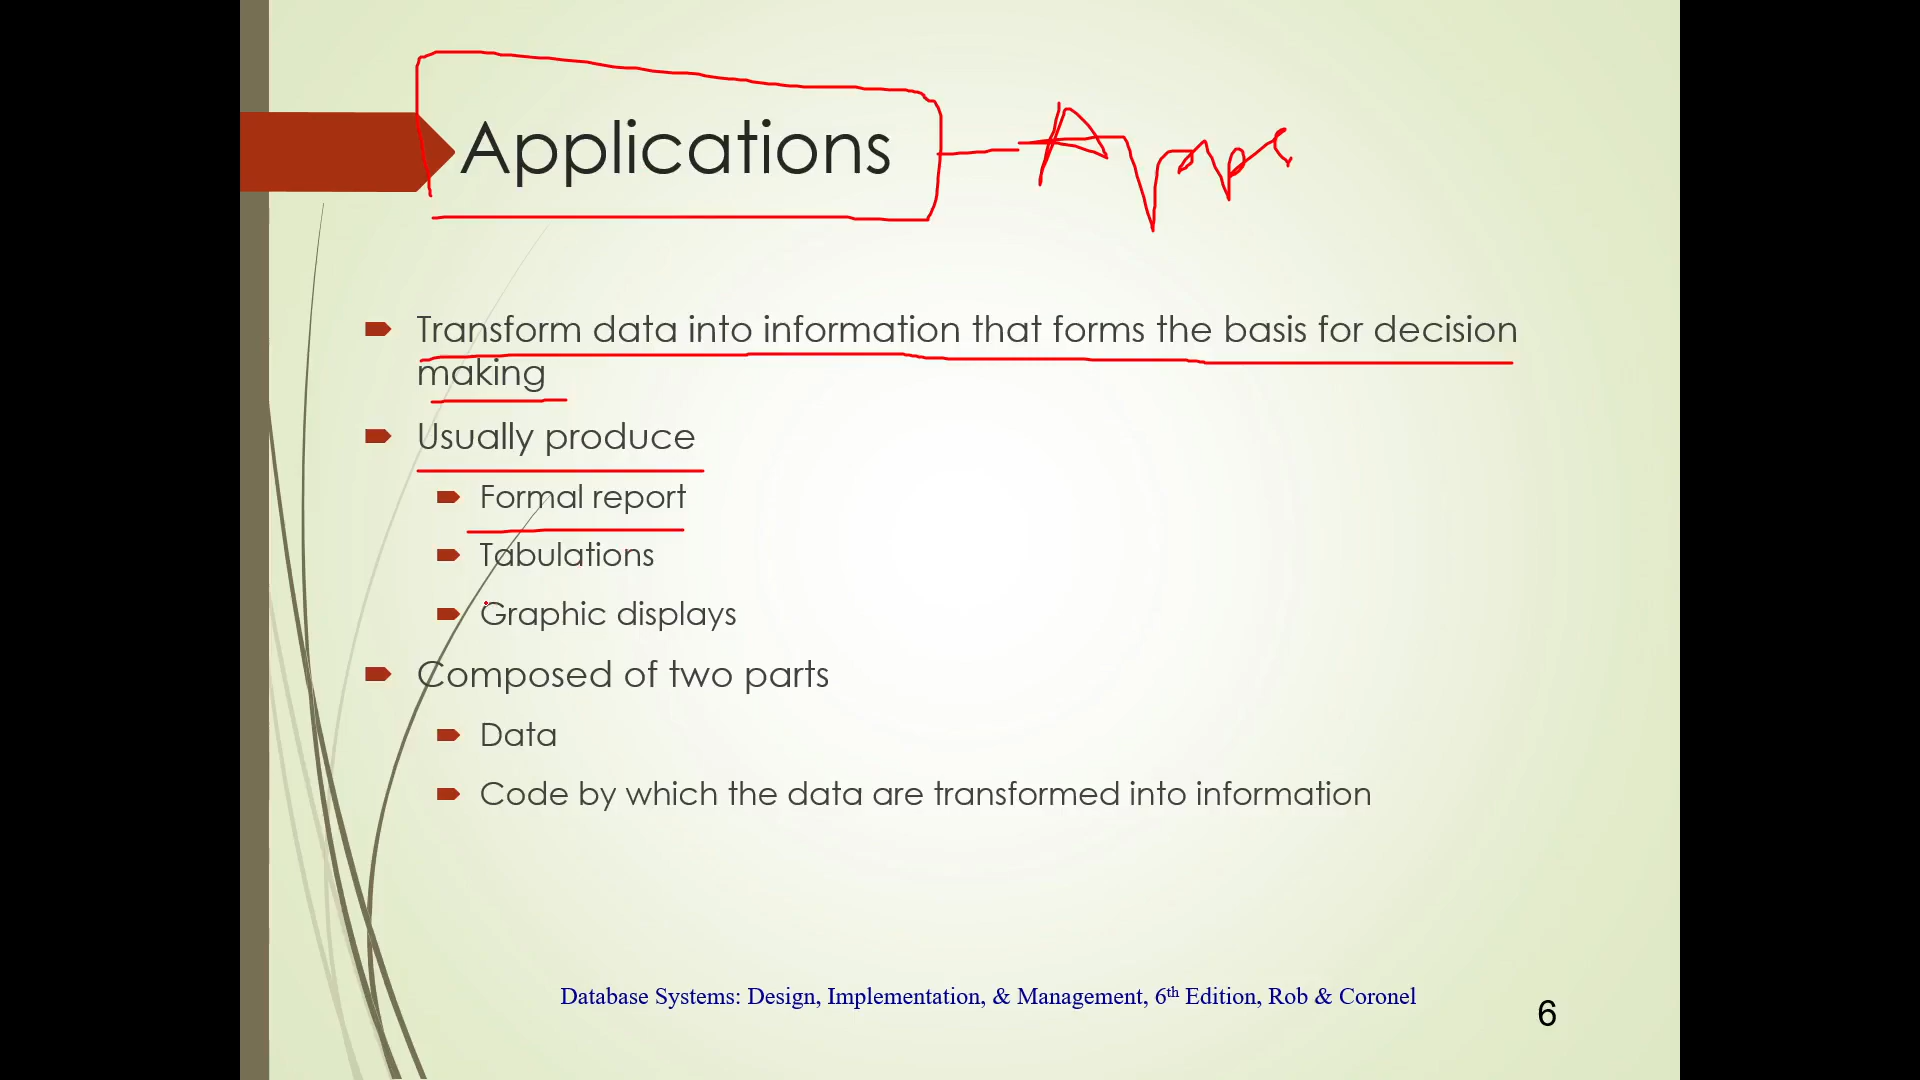 Applications
Apps
Transform data into information that forms the basis for decision
making
Usually produce
Formal report
Tabulations
Graphic displays
Composed of two parts
Data
Code by which the data are transformed into information
Database Systems: Design, Implementation, & Management, 6th Edition, Rob & Coronel
6